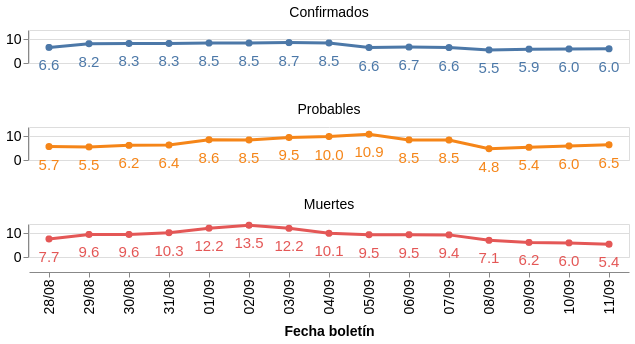 Confirmados
10
0
6.6 8.2 8.3 8.3 8.5 8.5 8.7 8.5 6.6 6.7 6.6 5.5 5.9 6.0 6.0
Probables
10
0
5.7 5.5 6.2 6.4 8.6 8.5 9.5 10.0 10.9 8.5 8.5 4.8 5.4 6.0 6.5
Muertes
10
0
7.7 9.6 9.6 10.3 12.2 13.5 12.2 10.1 9.5 9.5 9.4 7.1 6.2 6.0 5.4
28/08 29/08 30/08 31/08 01/09 02/09 03/09 04/09 05/09 06/09 07/09 08/09 09/09 10/09 11/09
Fecha boletín